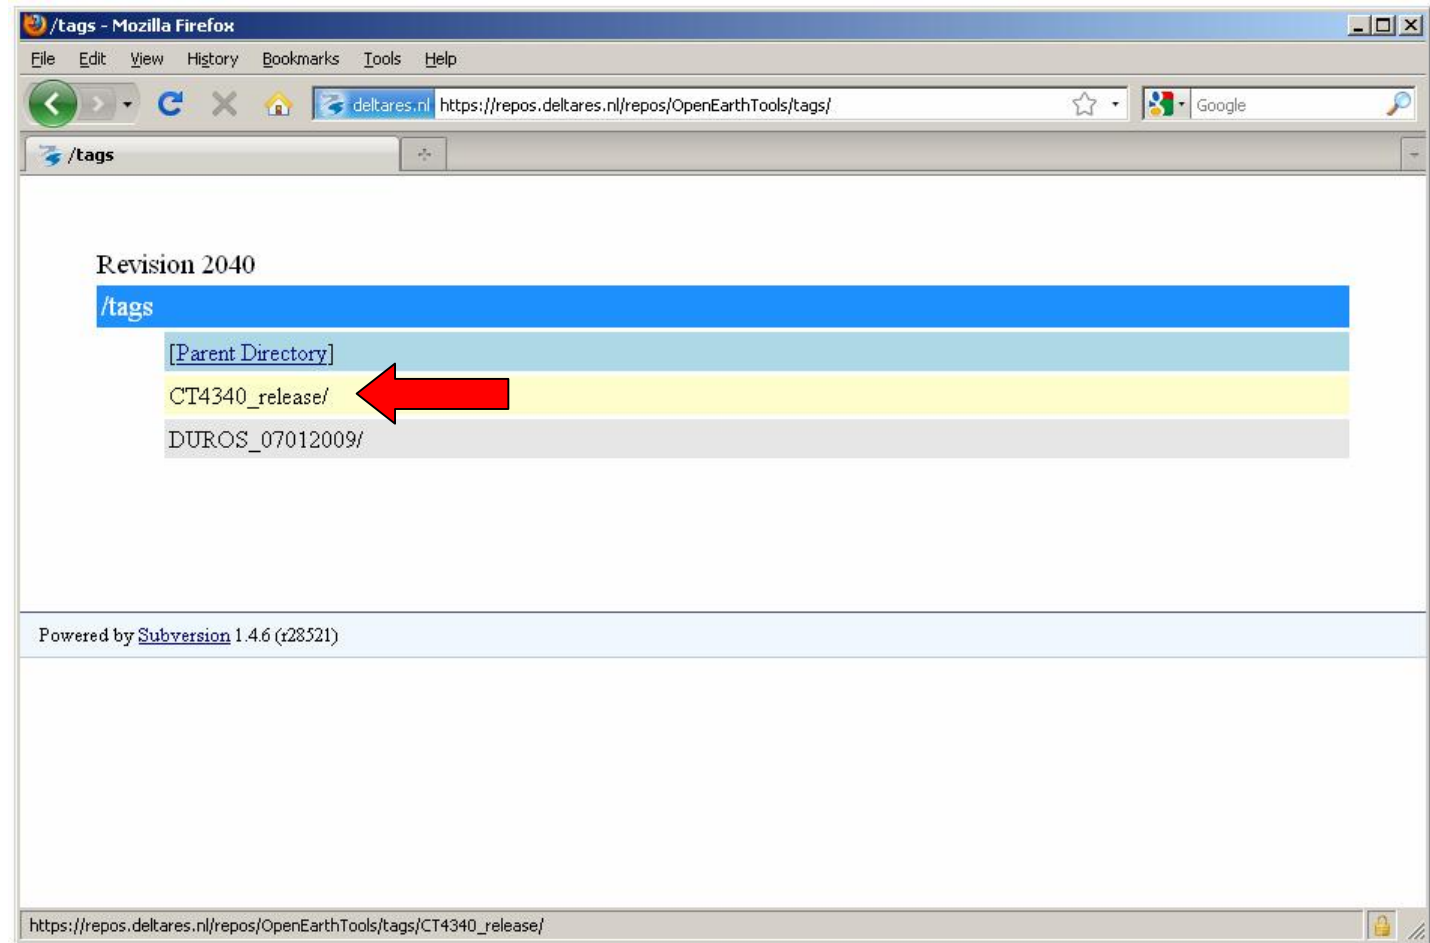 /tags - Mozilla Firefox
File Edit View History Bookmarks Tools Help
deltares.nl https://repos.deltares.nl/repos/OpenEarthTools/tags/ Google
/tags
Revision 2040
/tags
[Parent Directory]
CT4340_release/
DUROS_07012009/
Powered by Subversion 1.4.6 (r28521)
https://repos.deltares.nl/repos/OpenEarthTools/tags/CT4340_release/